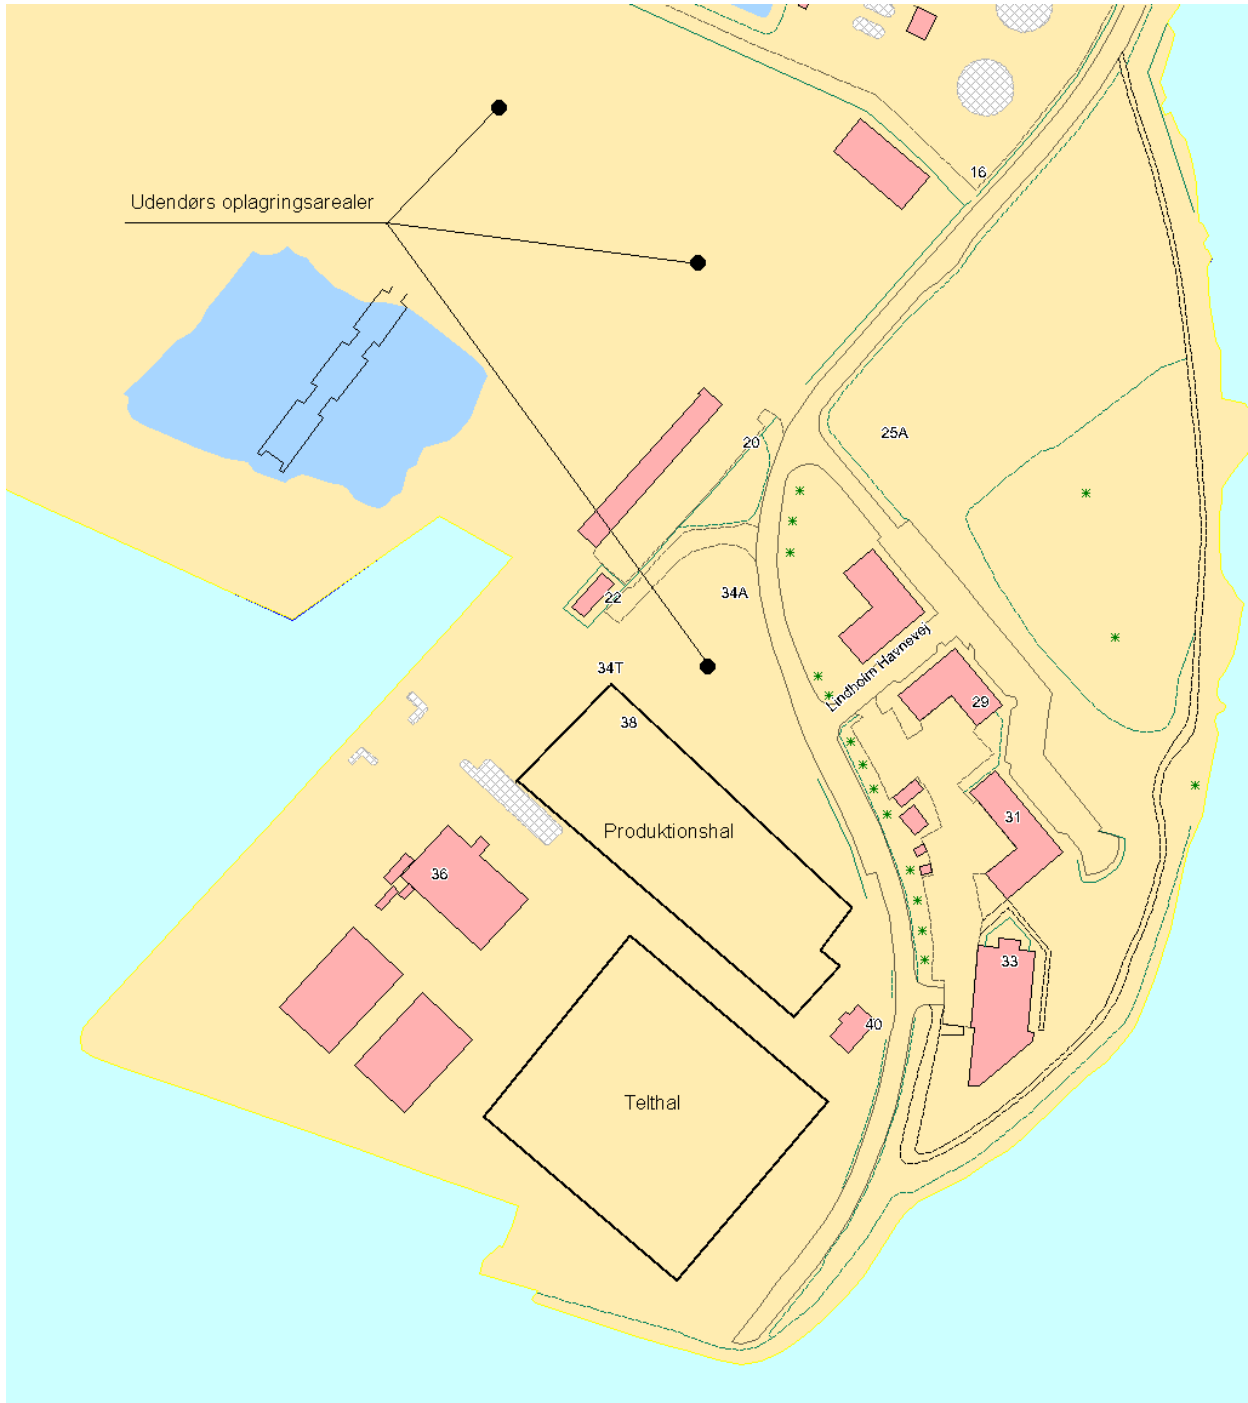 16
Udendørs oplagringsarealer
25A
20
34A
22
Lindholm Havnevej
34T
29
38
31
Produktionshal
36
33
40
Telthal